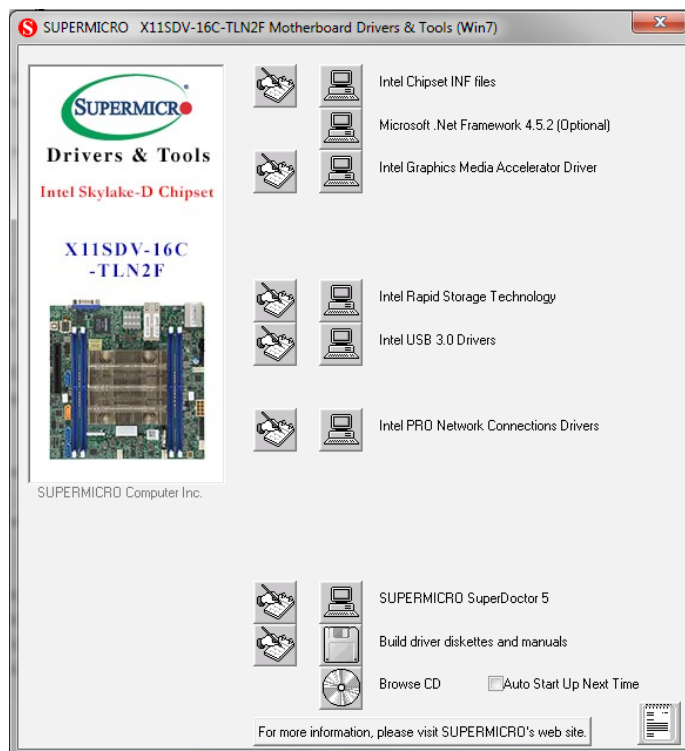 SUPERMICRO X11SDV-16C-TLN2F Motherboard Drivers & Tools (Win7)
SUPERMICRO
Drivers & Tools
Intel Skylake-D Chipset
X11SDV-16C
-TLN2F
SUPERMICRO Computer Inc.
Intel Chipset INF files
Microsoft .Net Framework 4.5.2 (Optional)
Intel Graphics Media Accelerator Driver
Intel Rapid Storage Technology
Intel USB 3.0 Drivers
Intel PRO Network Connections Drivers
SUPERMICRO SuperDoctor 5
Build driver diskettes and manuals
Browse CD Auto Start Up Next Time
For more information, please visit SUPERMICRO's web site.